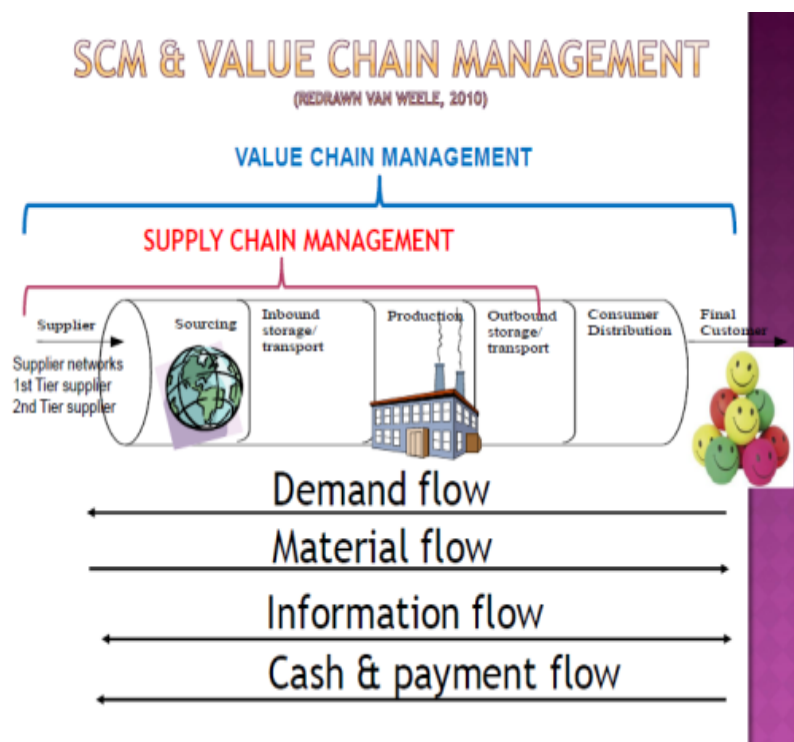 SCM & VALUE CHAIN MANAGEMENT
(REDRAWN VAN WEELE, 2010)
VALUE CHAIN MANAGEMENT
SUPPLY CHAIN MANAGEMENT
Supplier
Supplier networks
1st Tier supplier
2nd Tier supplier
Sourcing
Inbound
storage/
transport
Production
Outbound
storage/
transport
Consumer
Distribution
Final
Customer
Demand flow
Material flow
Information flow
Cash & payment flow